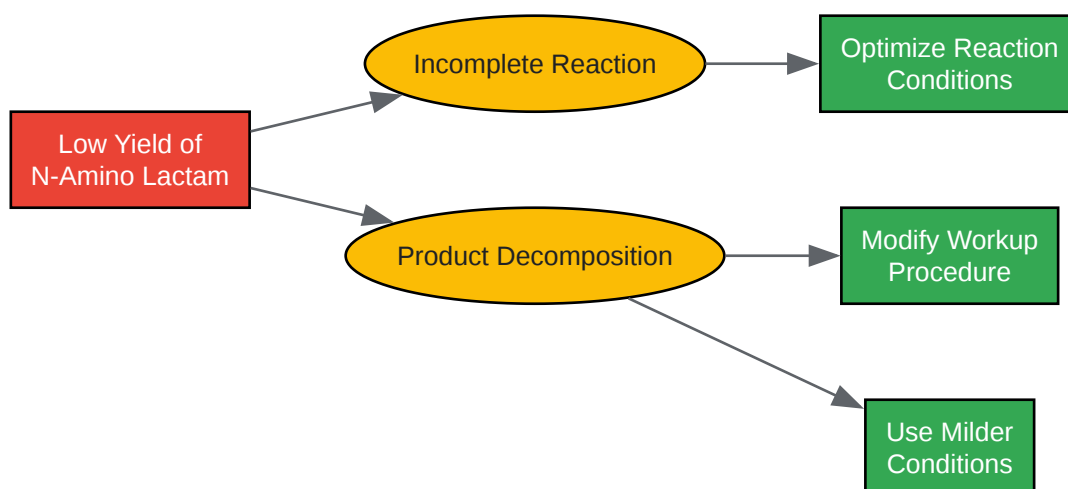 Incomplete Reaction
Optimize Reaction
Conditions
Low Yield of
N-Amino Lactam
Product Decomposition
Modify Workup
Procedure
Use Milder
Conditions